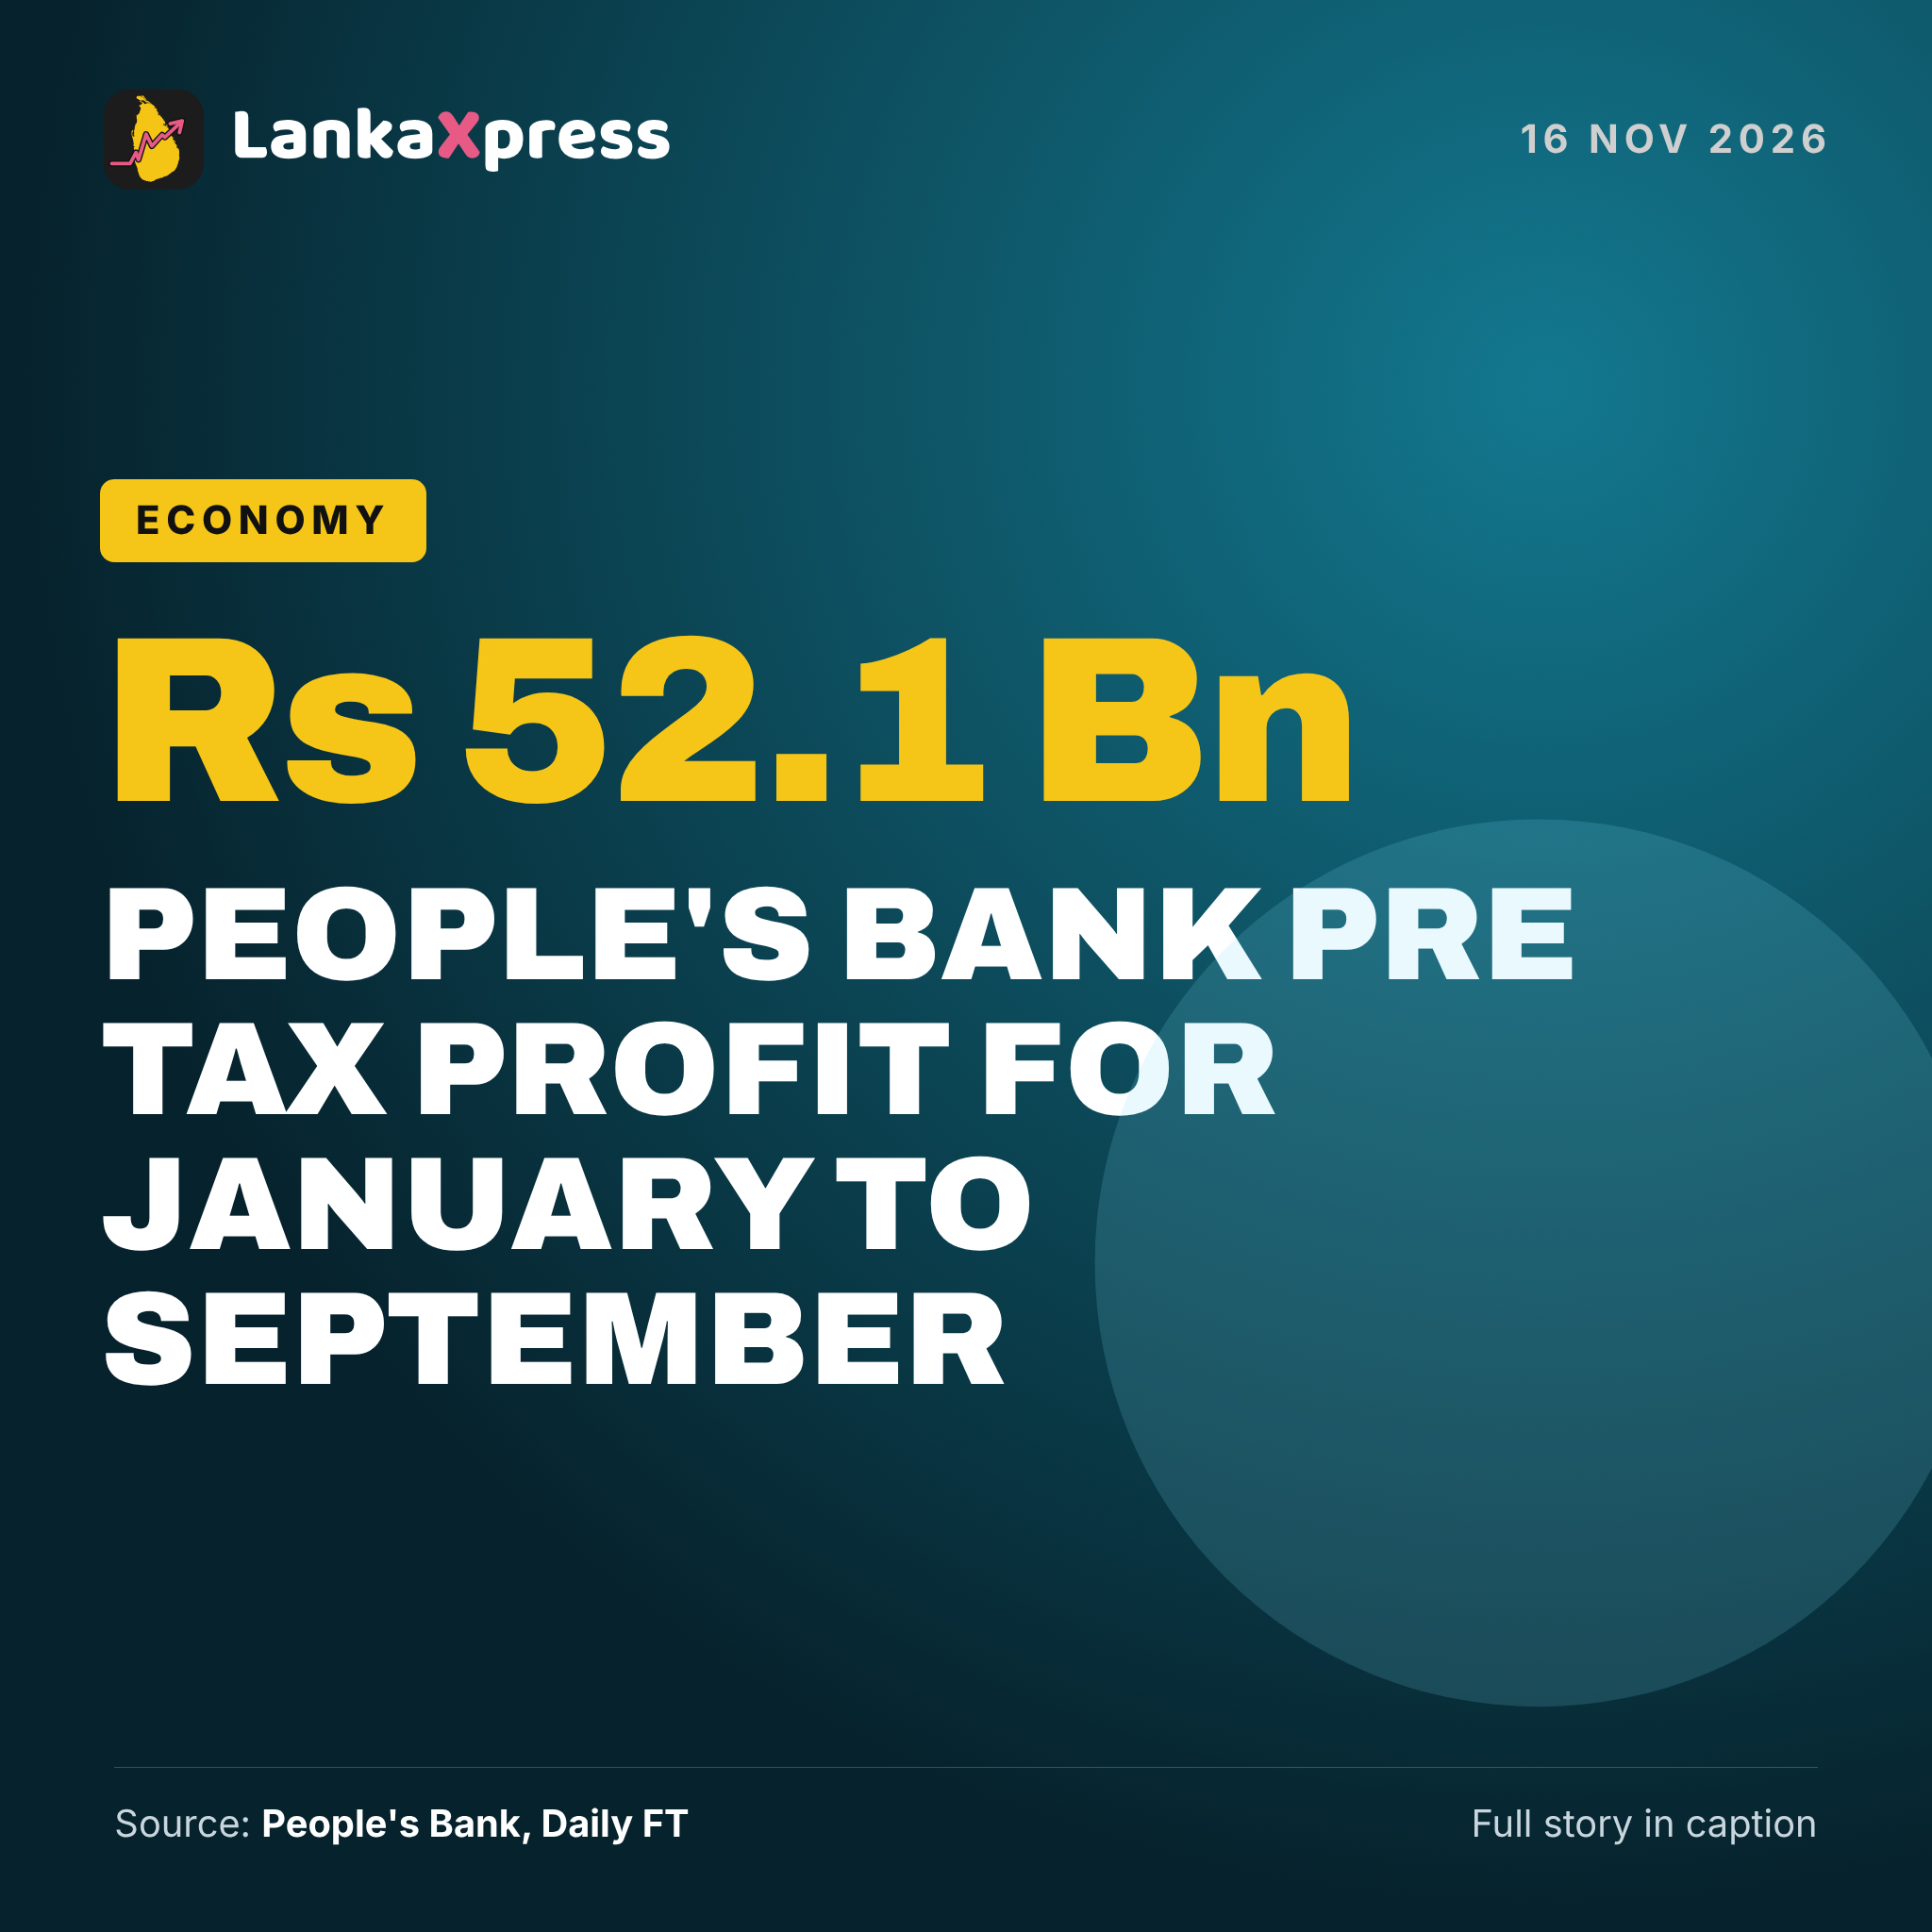 LankaXpress
16 NOV 2026
ECONOMY
Rs 52.1 Bn
PEOPLE'S BANK PRE
TAX PROFIT FOR
JANUARY TO
SEPTEMBER
Source: People's Bank, Daily FT
Full story in caption